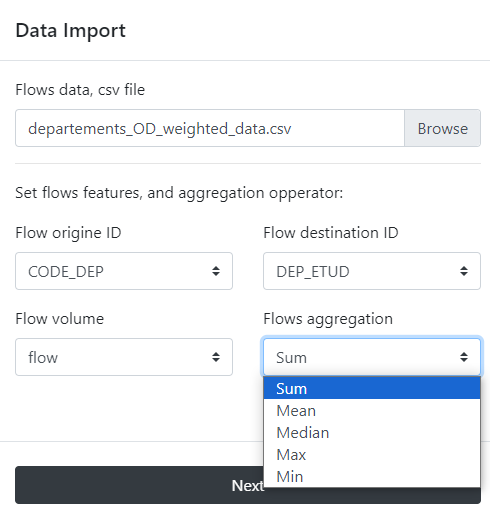 Data Import
Flows data, csv file
departements_OD_weighted_data.csv Browse
Set flows features, and aggregation opperator:
Flow origine ID Flow destination ID
CODE_DEP DEP_ETUD
Flow volume Flows aggregation
flow Sum
Sum
Mean
Median
Max
Min
Next